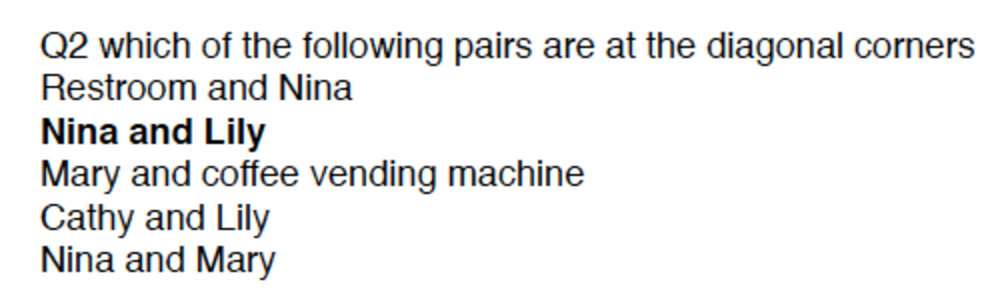 Q2 which of the following pairs are at the diagonal corners
Restroom and Nina
Nina and Lily
Mary and coffee vending machine
Cathy and Lily
Nina and Mary